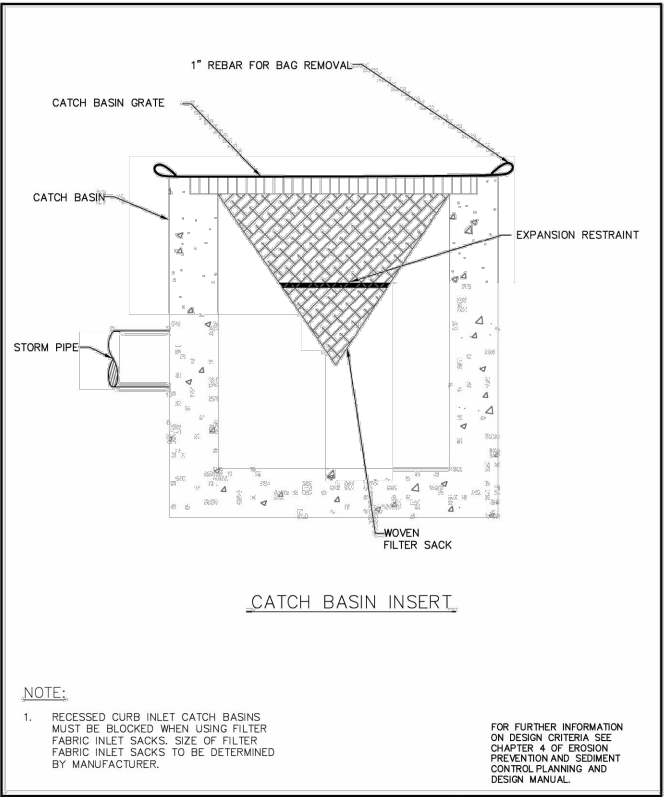 1" REBAR FOR BAG REMOVAL
CATCH BASIN GRATE
CATCH BASIN
EXPANSION RESTRAINT
STORM PIPE
WOVEN
FILTER SACK
CATCH BASIN INSERT
NOTE:
1. RECESSED CURB INLET CATCH BASINS
MUST BE BLOCKED WHEN USING FILTER
FABRIC INLET SACKS. SIZE OF FILTER
FABRIC INLET SACKS TO BE DETERMINED
BY MANUFACTURER.
FOR FURTHER INFORMATION
ON DESIGN CRITERIA SEE
CHAPTER 4 OF EROSION
PREVENTION AND SEDIMENT
CONTROL PLANNING AND
DESIGN MANUAL.